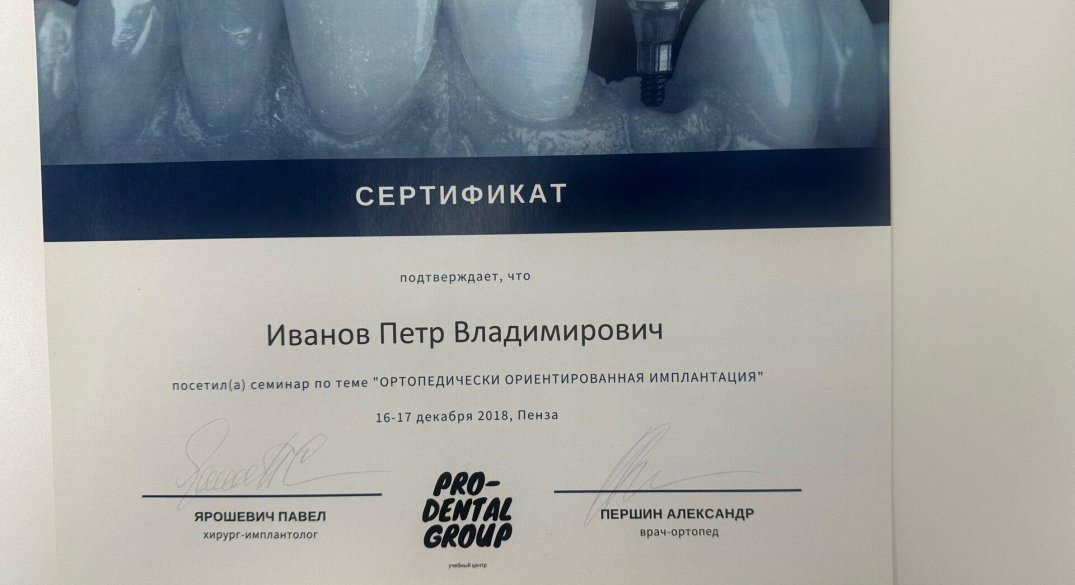 СЕРТИФИКАТ
подтверждает, что
Иванов Петр Владимирович
посетил(а) семинар по теме "ОРТОПЕДИЧЕСКИ ОРИЕНТИРОВАННАЯ ИМПЛАНТАЦИЯ"
16-17 декабря 2018, Пенза
ЯРОШЕВИЧ ПАВЕЛ
хирург-имплантолог
PRO-
DENTAL
GROUP
учебный центр
ПЕРШИН АЛЕКСАНДР
врач-ортопед